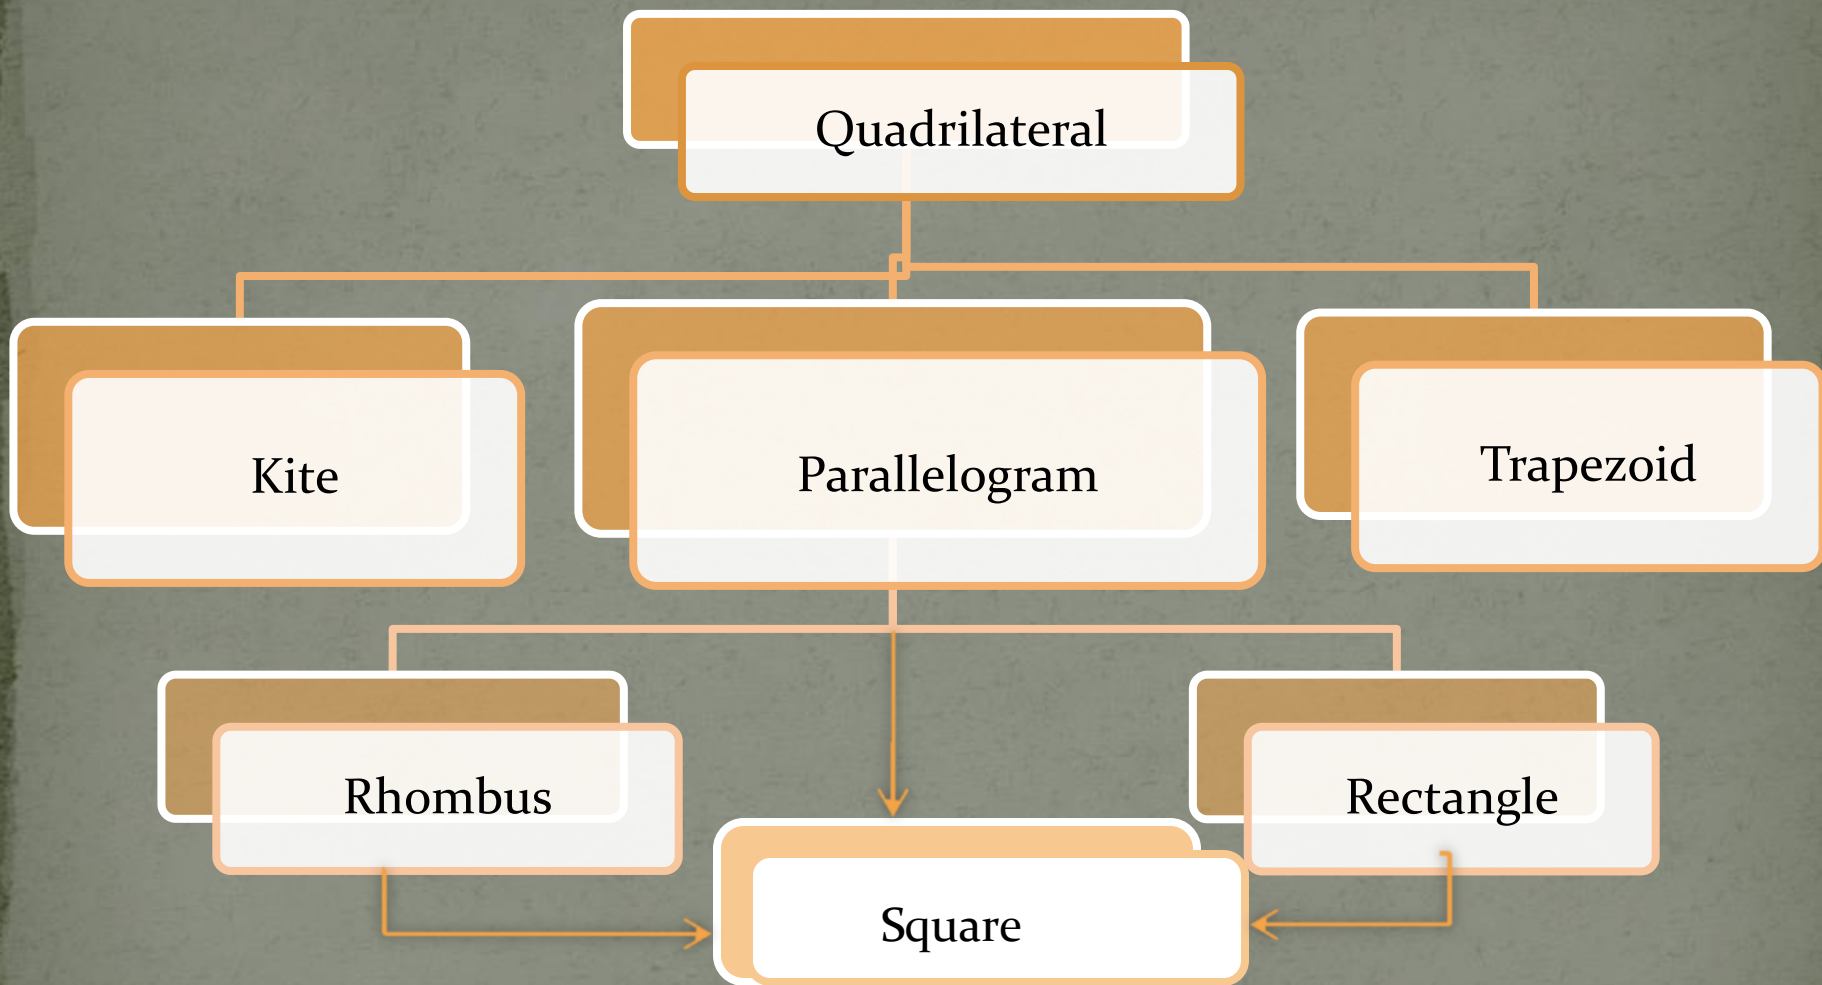 Quadrilateral
Kite
Parallelogram
Trapezoid
Rhombus
Rectangle
Square